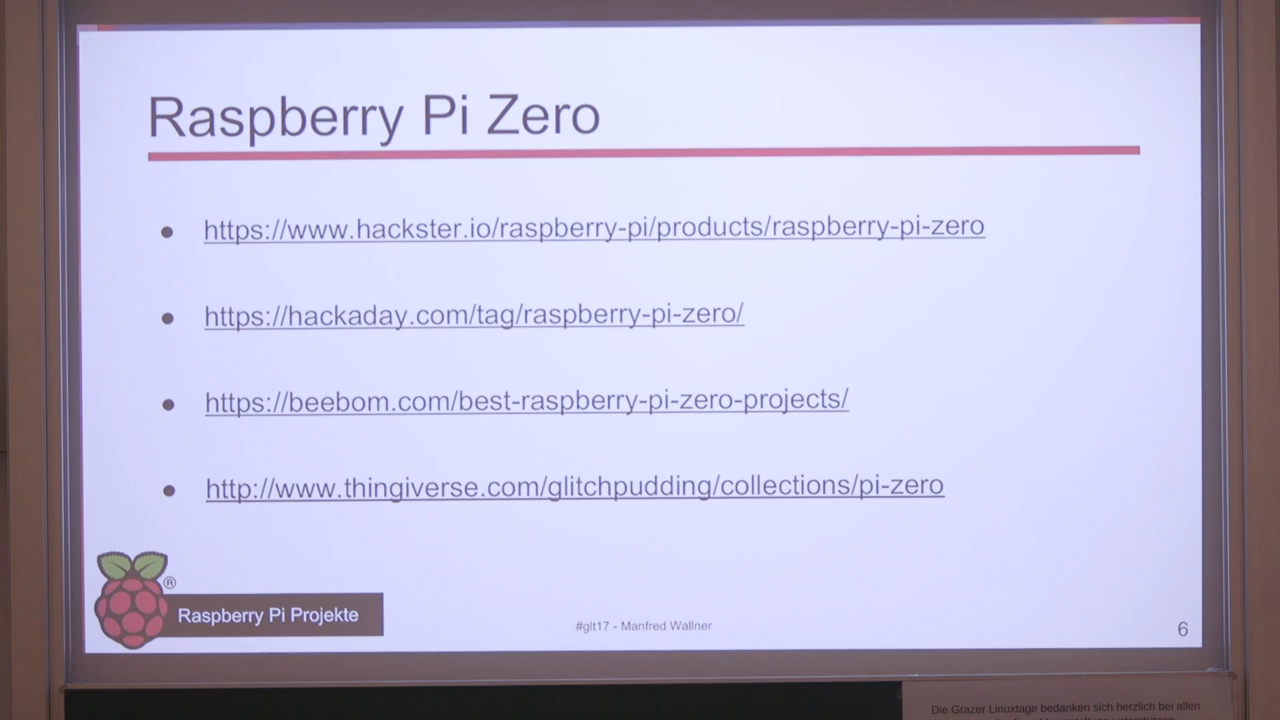 Raspberry Pi Zero
https://www.hackster.io/raspberry-pi/products/raspberry-pi-zero
https://hackaday.com/tag/raspberry-pi-zero/
https://beebom.com/best-raspberry-pi-zero-projects/
http://www.thingiverse.com/glitchpudding/collections/pi-zero
®
Raspberry Pi Projekte
#glt17 - Manfred Wallner
6
Die Grazer Linuxtage bedanken sich herzlich bei allen